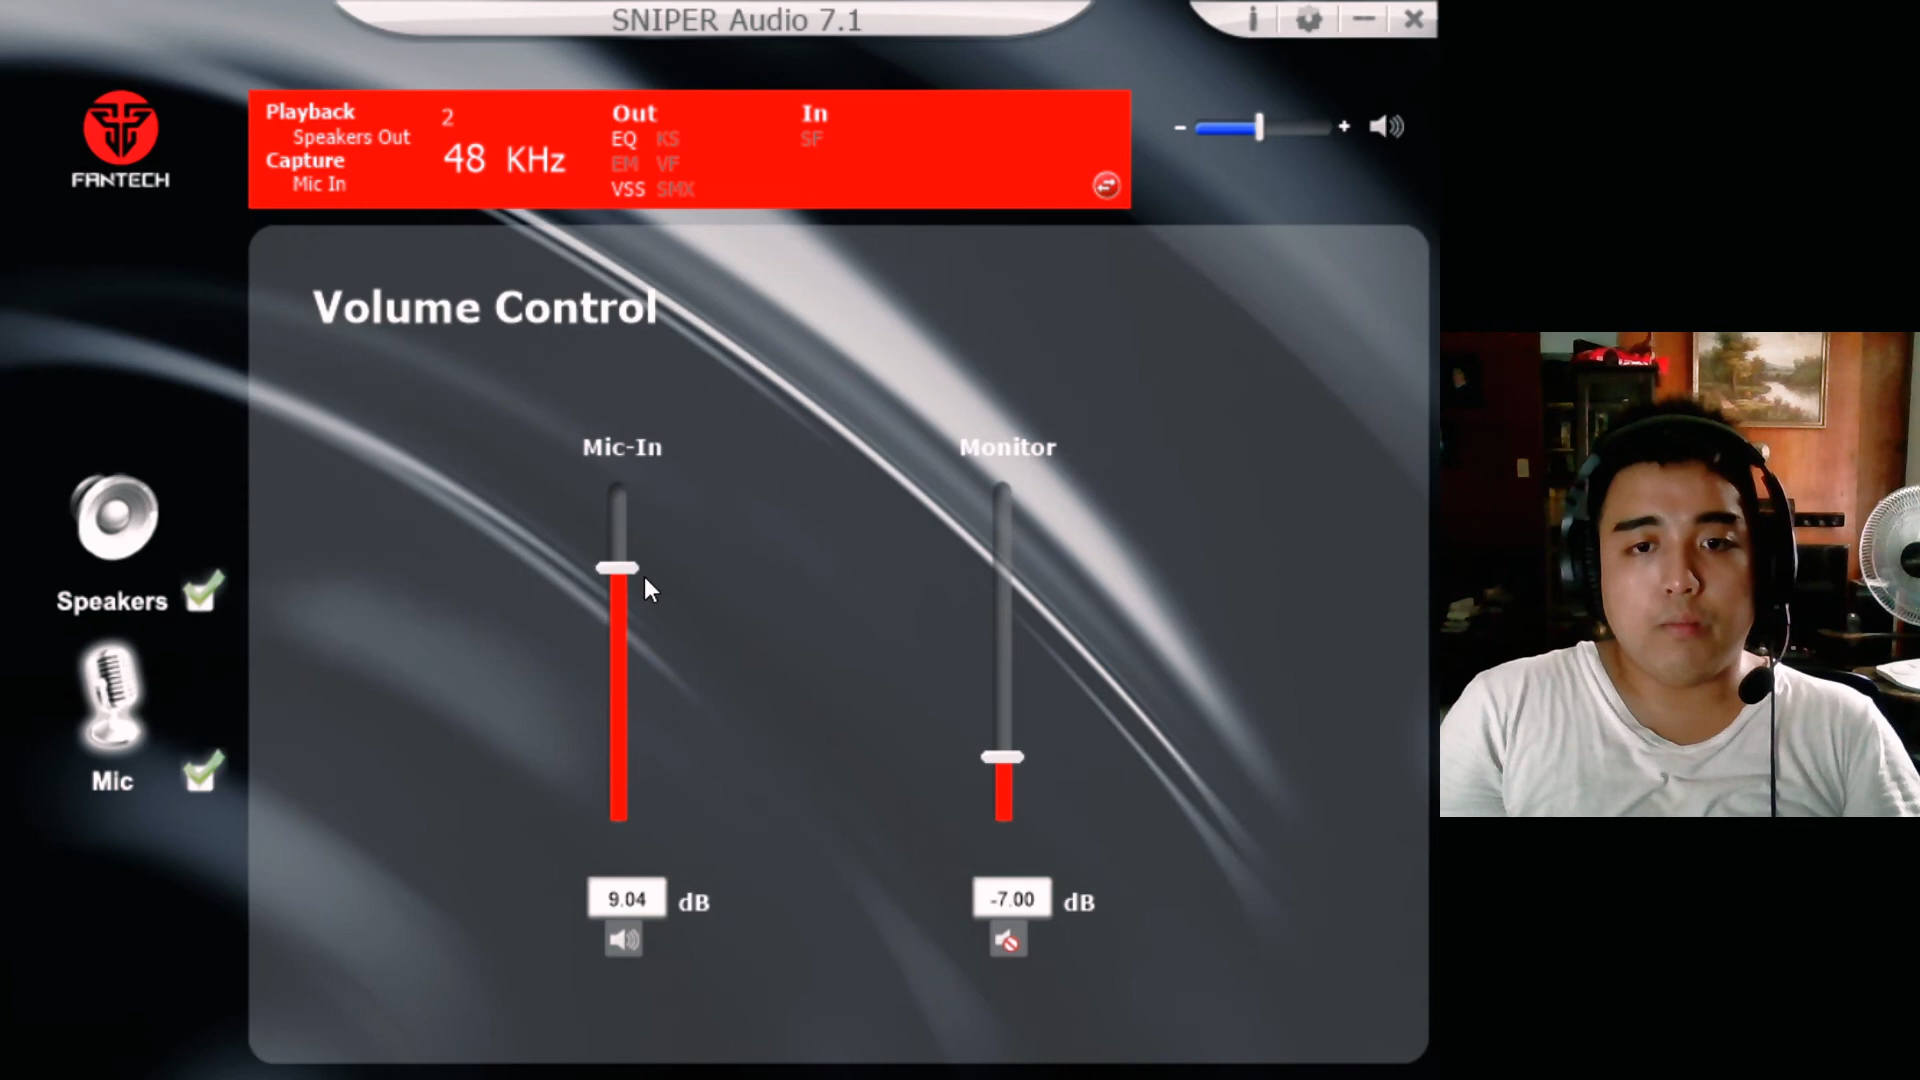 SNIPER Audio 7.1
FANTECH
Playback
Speakers Out
Capture
Mic In
2
48 KHz
Out
EQ KS
EM VF
VSS SMX
In
SF
- +
Volume Control
Mic-In
Monitor
Speakers
Mic
9.04 dB
-7.00 dB